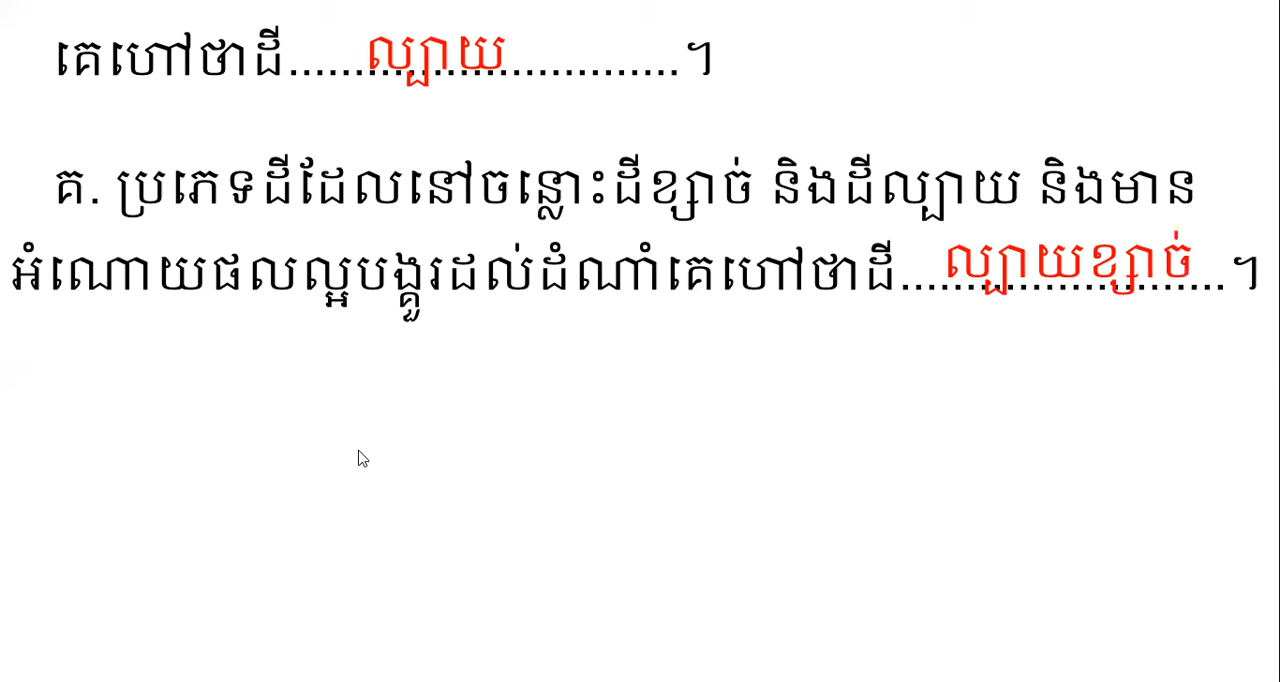 គេហៅថាដី......ល្បាយ..............។
គ. ប្រភេទដីដែលនៅចន្លោះដីខ្សាច់ និងដីល្បាយ និងមាន
អំណោយផលល្អបង្គួរដល់ដំណាំគេហៅថាដី...ល្បាយខ្សាច់...។